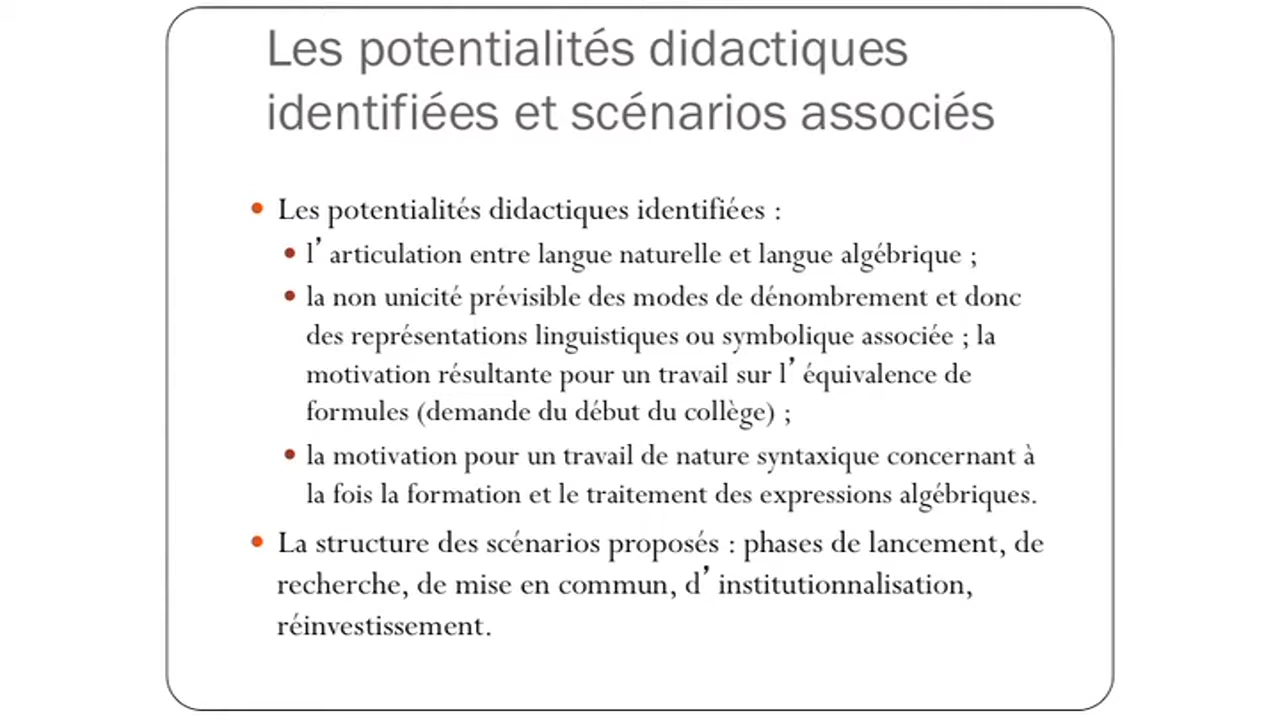 Les potentialités didactiques
identifiées et scénarios associés
• Les potentialités didactiques identifiées :
• l’ articulation entre langue naturelle et langue algébrique ;
• la non unicité prévisible des modes de dénombrement et donc
des représentations linguistiques ou symbolique associée ; la
motivation résultante pour un travail sur l’ équivalence de
formules (demande du début du collège) ;
• la motivation pour un travail de nature syntaxique concernant à
la fois la formation et le traitement des expressions algébriques.
• La structure des scénarios proposés : phases de lancement, de
recherche, de mise en commun, d’ institutionnalisation,
réinvestissement.